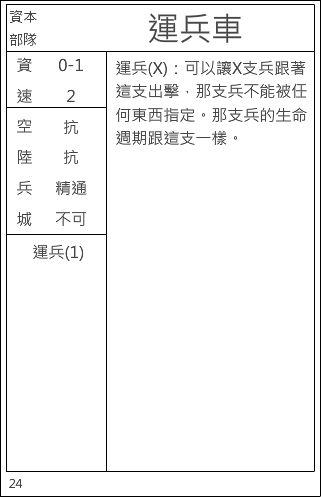 資本
部隊
運兵車
資 0-1
速 2
空 抗
陸 抗
兵 精通
城 不可
運兵(1)
運兵(X)：可以讓X支兵跟著
這支出擊，那支兵不能被任
何東西指定。那支兵的生命
週期跟這支一樣。
24